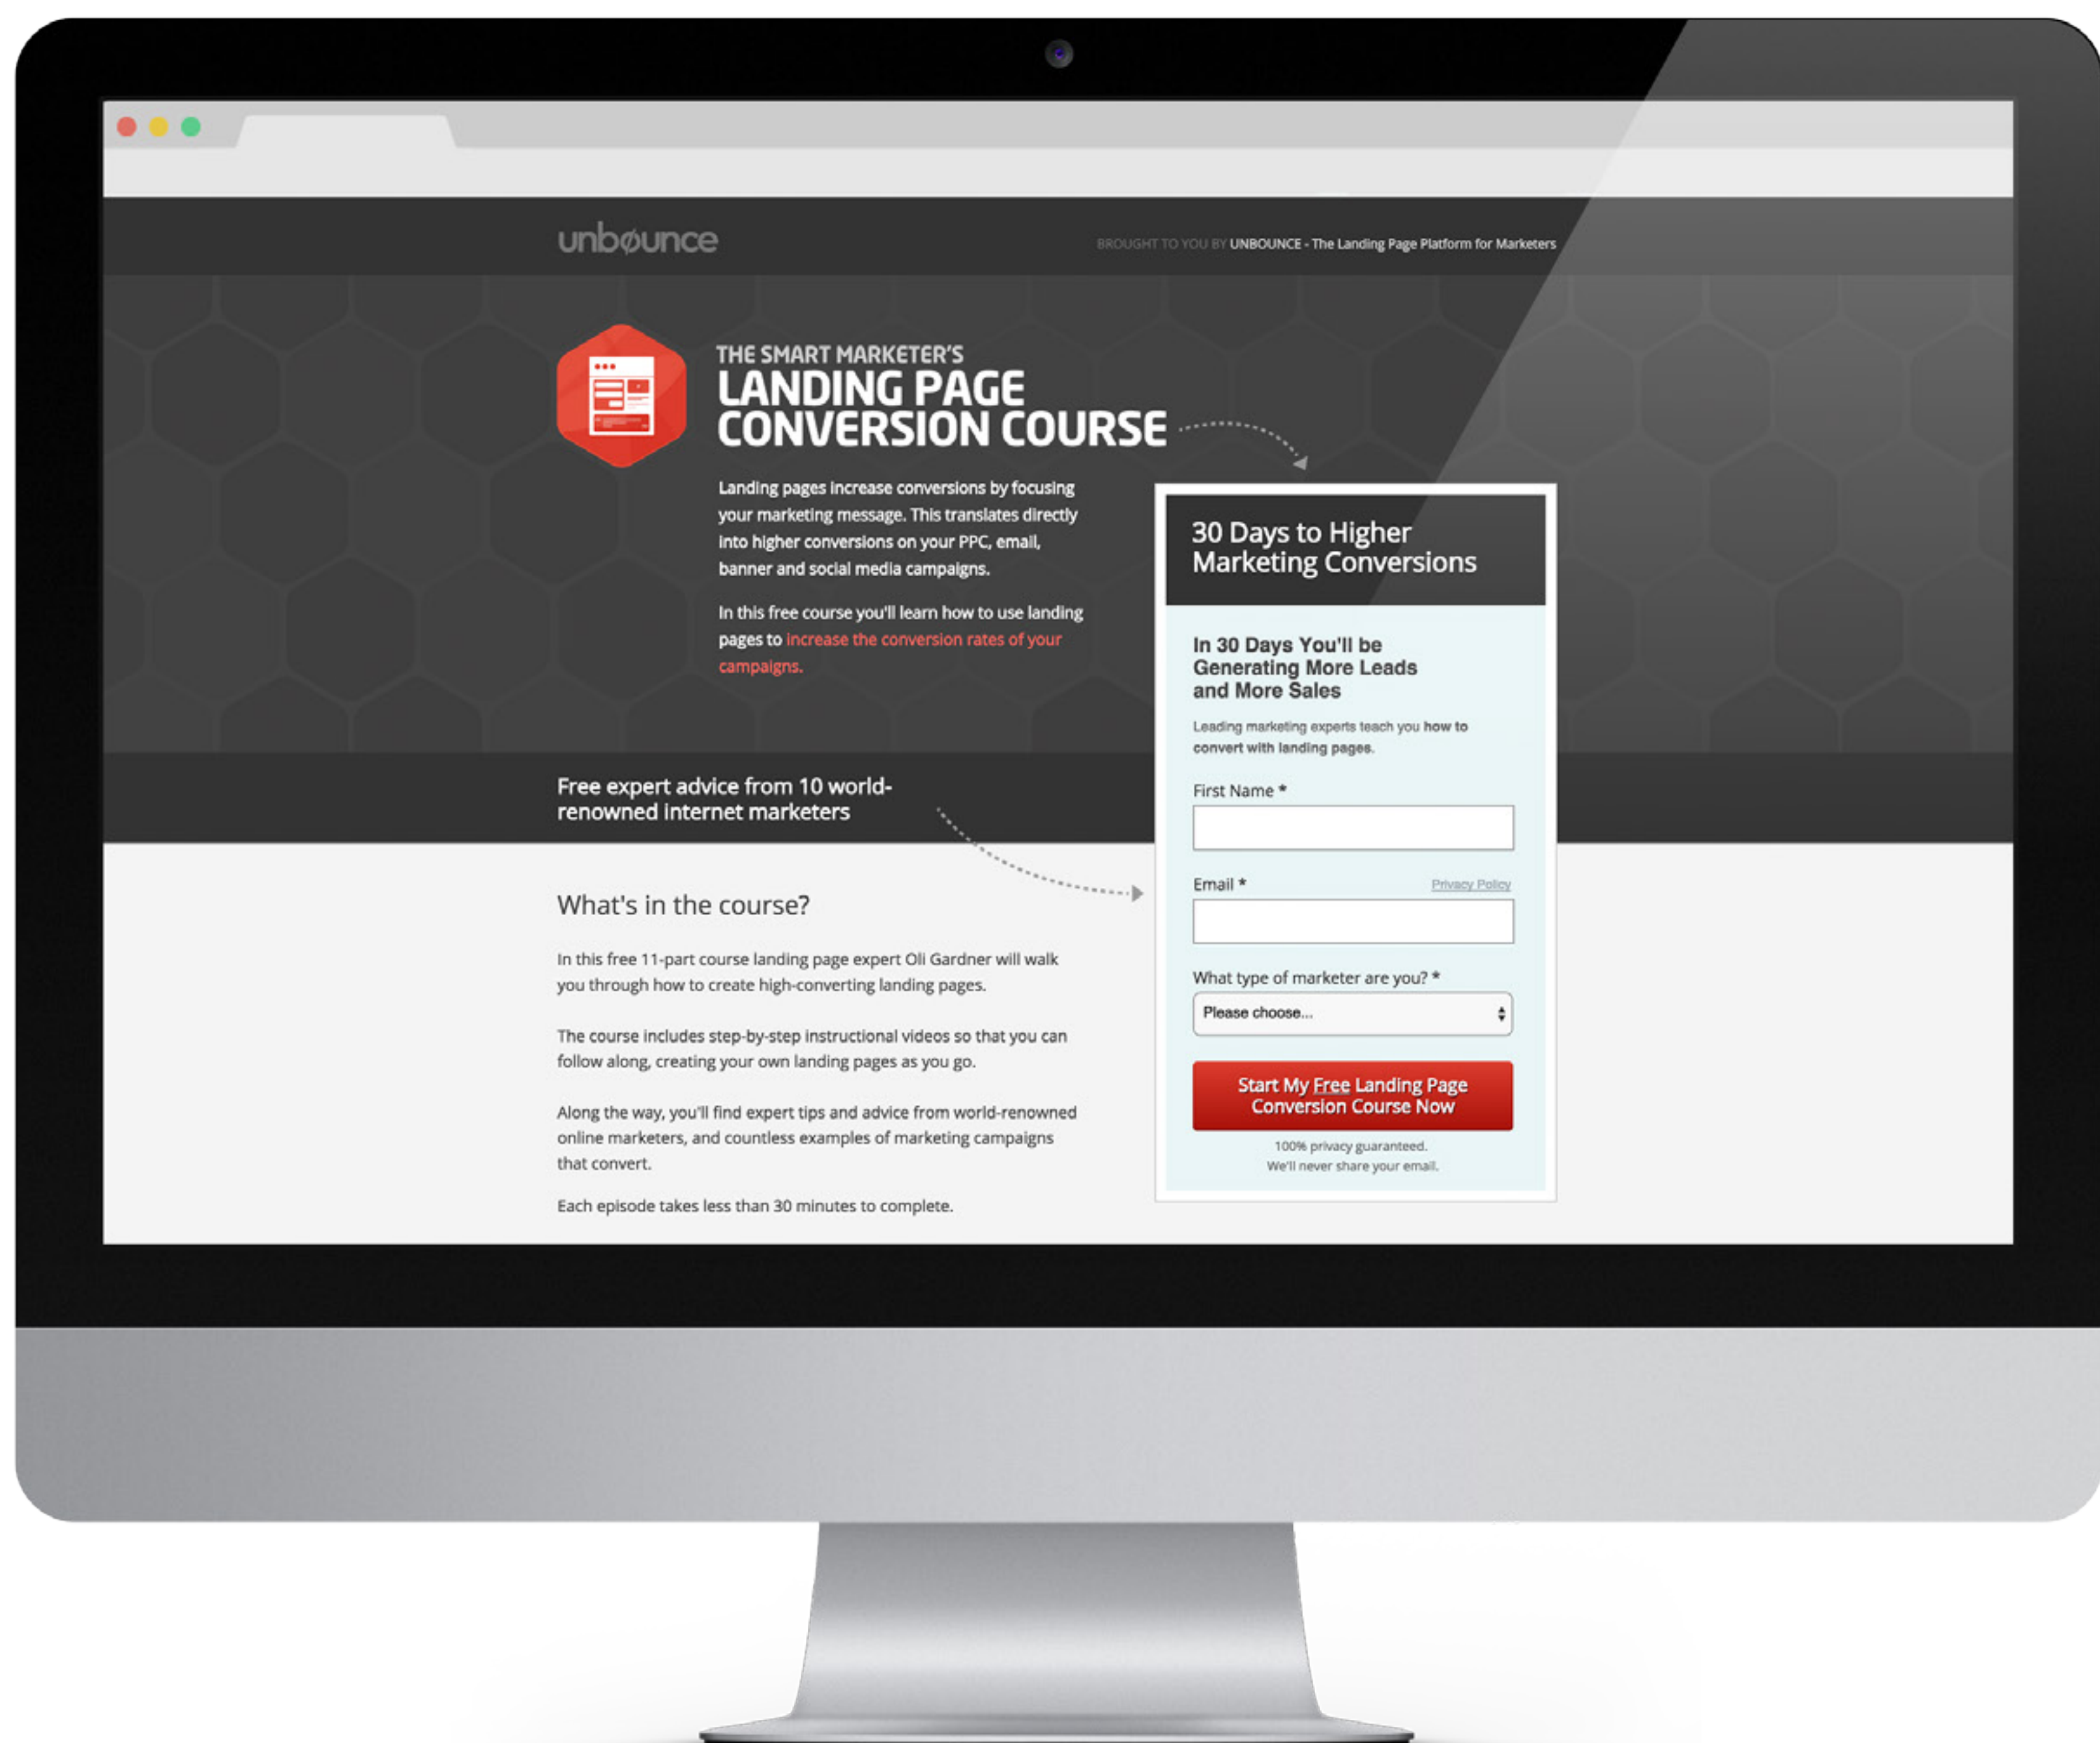 unbounce
BROUGHT TO YOU BY UNBOUNCE - The Landing Page Platform for Marketers
THE SMART MARKETER'S
LANDING PAGE
CONVERSION COURSE
Landing pages increase conversions by focusing
your marketing message. This translates directly
into higher conversions on your PPC, email,
banner and social media campaigns.
In this free course you'll learn how to use landing
pages to increase the conversion rates of your
campaigns.
Free expert advice from 10 world-
renowned internet marketers
What's in the course?
In this free 11-part course landing page expert Oli Gardner will walk
you through how to create high-converting landing pages.
The course includes step-by-step instructional videos so that you can
follow along, creating your own landing pages as you go.
Along the way, you'll find expert tips and advice from world-renowned
online marketers, and countless examples of marketing campaigns
that convert.
Each episode takes less than 30 minutes to complete.
30 Days to Higher
Marketing Conversions
In 30 Days You'll be
Generating More Leads
and More Sales
Leading marketing experts teach you how to
convert with landing pages.
First Name *
Email *
Privacy Policy
What type of marketer are you? *
Please choose...
Start My Free Landing Page
Conversion Course Now
100% privacy guaranteed.
We'll never share your email.